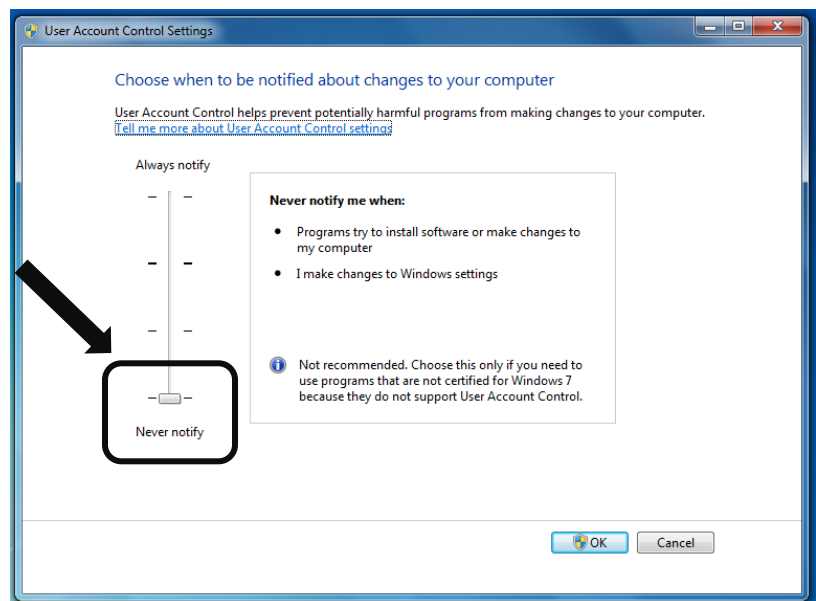 User Account Control Settings
Choose when to be notified about changes to your computer
User Account Control helps prevent potentially harmful programs from making changes to your computer.
Tell me more about User Account Control settings
Always notify
Never notify me when:
• Programs try to install software or make changes to
my computer
• I make changes to Windows settings
Not recommended. Choose this only if you need to
use programs that are not certified for Windows 7
because they do not support User Account Control.
Never notify
OK Cancel